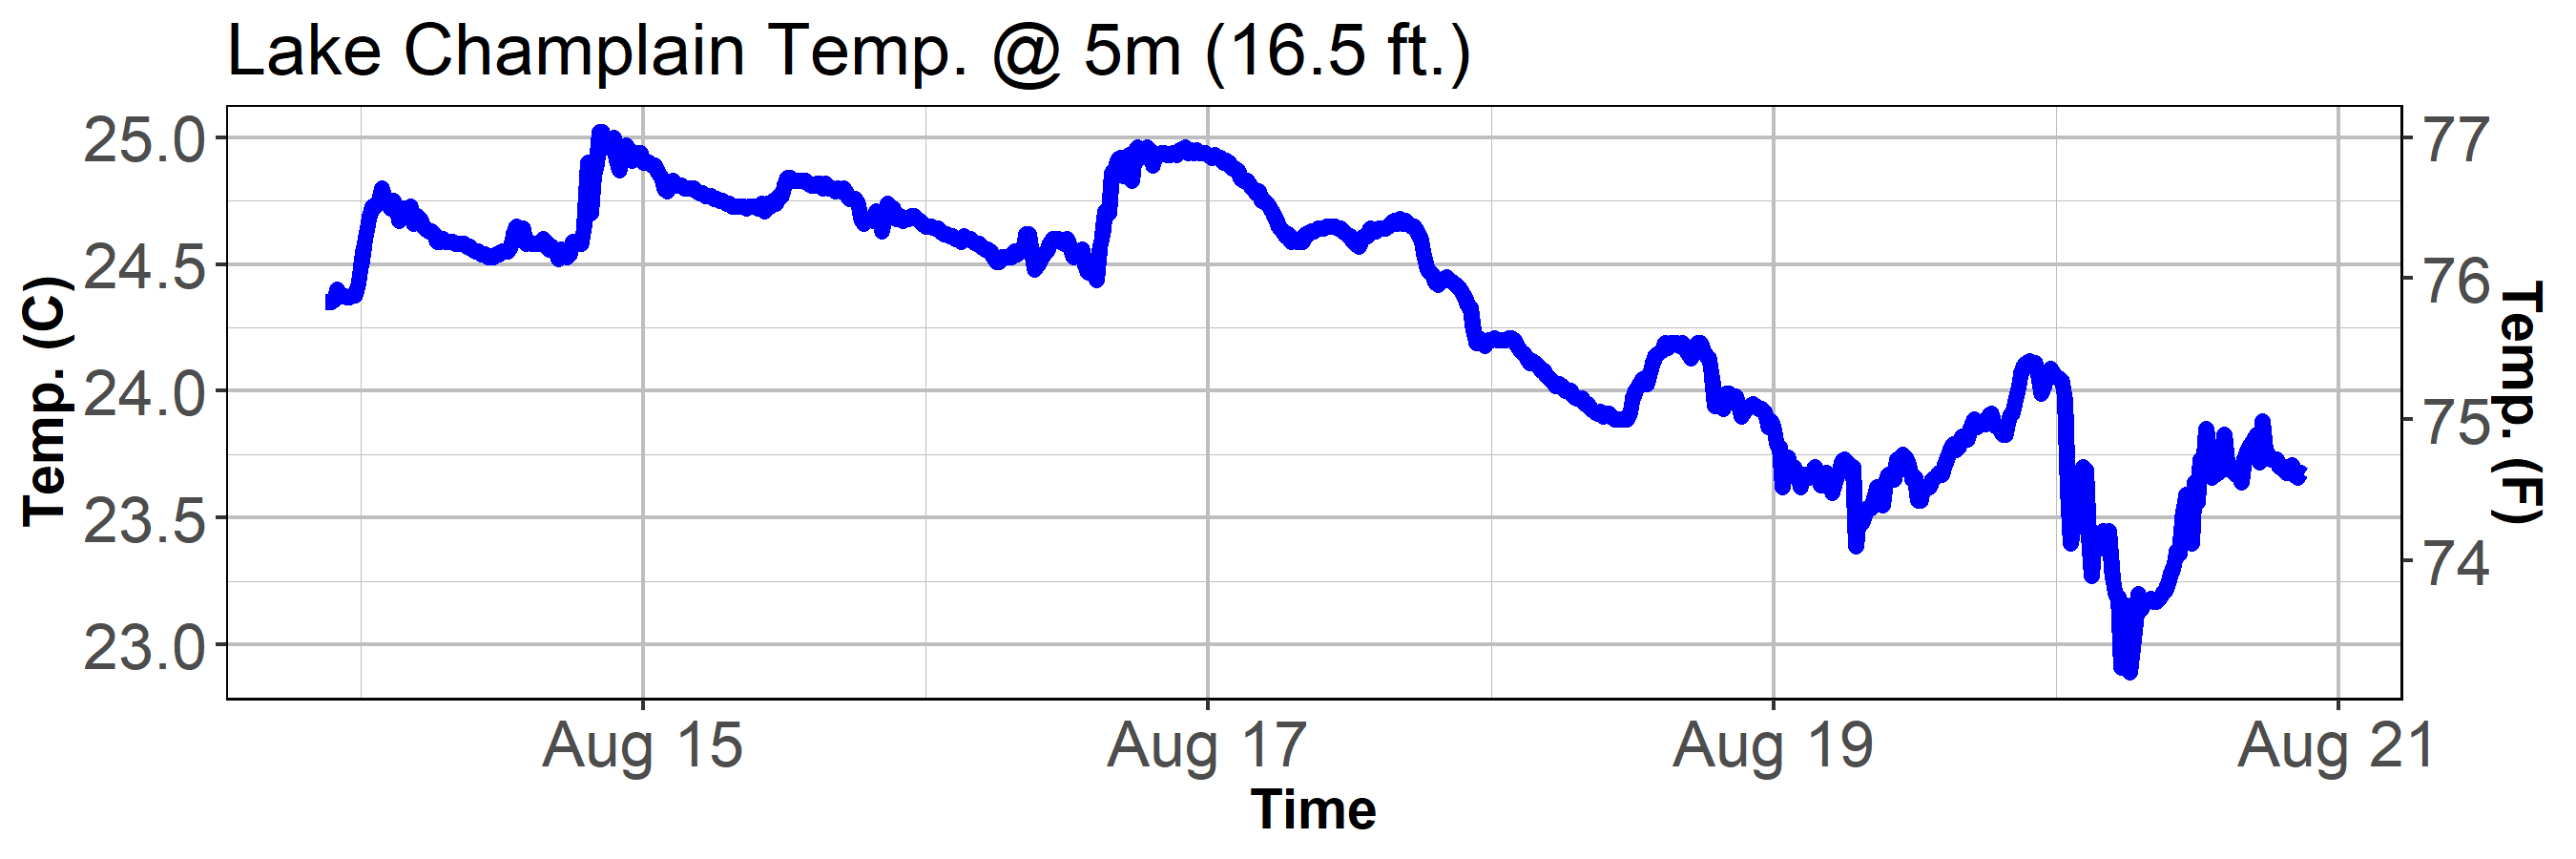 Lake Champlain Temp. @ 5m (16.5 ft.)
Temp. (C)
25.0
24.5
24.0
23.5
23.0
77
76
75
74
Temp. (F)
Aug 15
Aug 17
Aug 19
Aug 21
Time